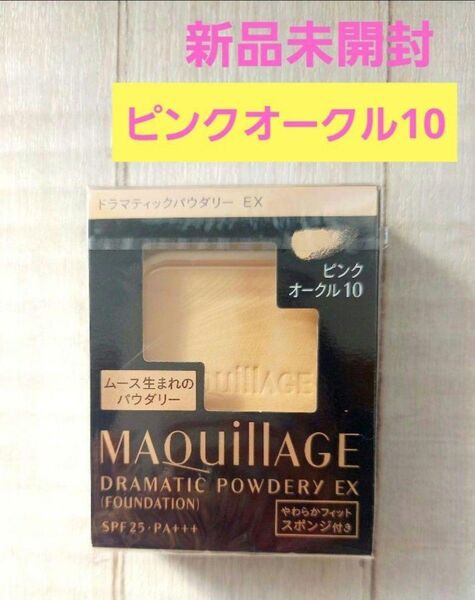 新品未開封
ピンクオークル10
ドラマティックパウダリー EX
ピンク
オークル10
QuillAGE
ムース生まれの
パウダリー
MAQuillAGE
DRAMATIC POWDERY EX
(FOUNDATION)
やわらかフィット
スポンジ付き
SPF25・PA+++